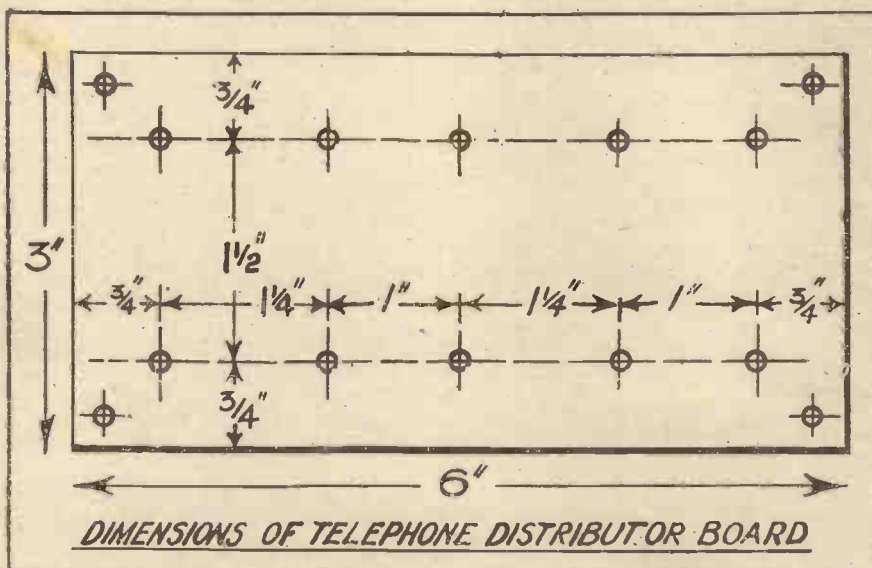 3/4"
3"
1 1/2"
3/4" 1 1/4" 1" 1 1/4" 1" 3/4"
3/4"
6"
DIMENSIONS OF TELEPHONE DISTRIBUTOR BOARD